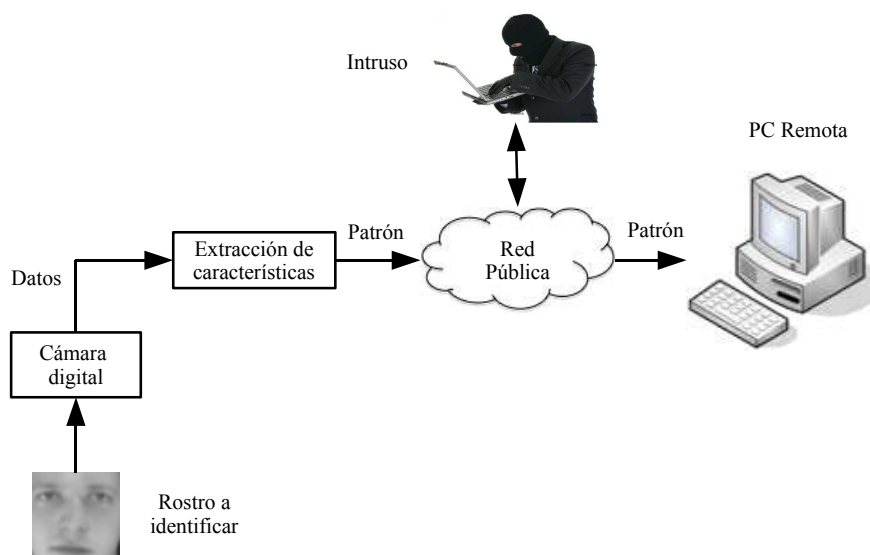 Intruso
PC Remota
Extracción de
características
Patrón
Red
Pública
Patrón
Datos
Cámara
digital
Rostro a
identificar